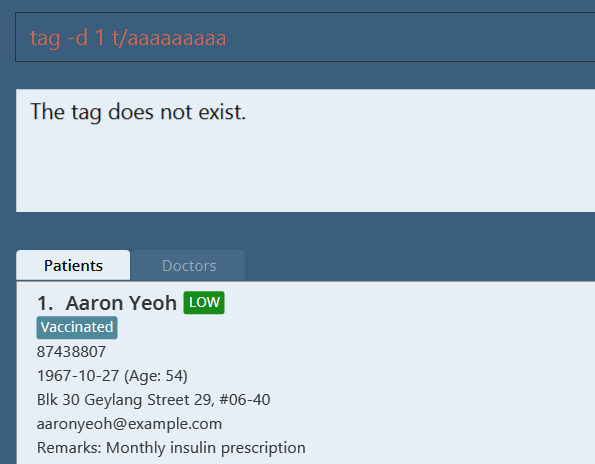 tag -d 1 t/aaaaaaaaa
The tag does not exist.
Patients Doctors
1. Aaron Yeoh LOW
Vaccinated
87438807
1967-10-27 (Age: 54)
Blk 30 Geylang Street 29, #06-40
aaronyeoh@example.com
Remarks: Monthly insulin prescription